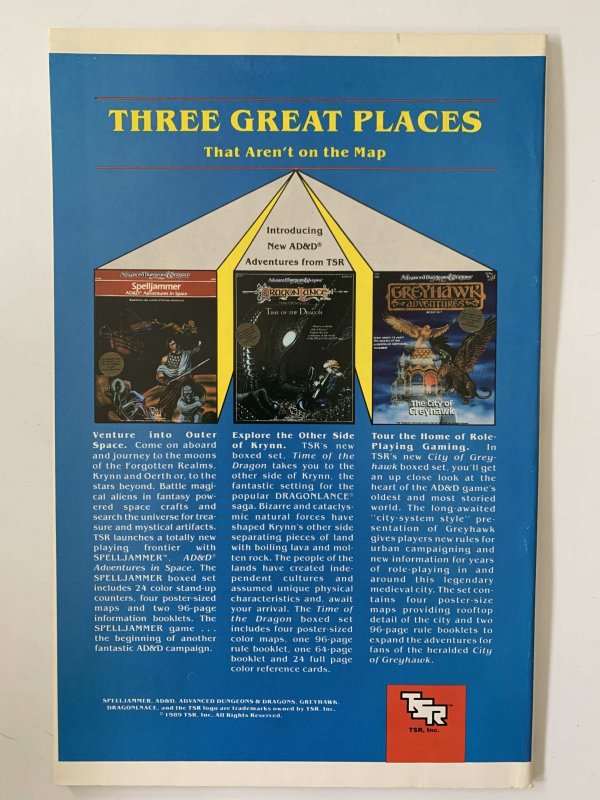 THREE GREAT PLACES
That Aren't on the Map
Introducing
New AD&D®
Adventures from TSR
Advanced Dungeons & Dragons
Spelljammer
AD&D Adventures in Space
Advanced Dungeons & Dragons
DRAGONLANCE
TIME OF THE DRAGON
Advanced Dungeons & Dragons
GREYHAWK
ADVENTURES
The City of
Greyhawk
Venture into Outer
Space. Come on aboard
and journey to the moons
of the Forgotten Realms,
Krynn and Oerth or, to the
stars beyond. Battle magi-
cal aliens in fantasy pow-
ered space crafts and
search the universe for trea-
sure and mystical artifacts.
TSR launches a totally new
playing frontier with
SPELLJAMMER™, AD&D®
Adventures in Space. The
SPELLJAMMER boxed set
includes 24 color stand-up
counters, four poster-sized
maps and two 96-page
information booklets. The
SPELLJAMMER game . . .
the beginning of another
fantastic AD&D campaign.
Explore the Other Side
of Krynn. TSR's new
boxed set, Time of the
Dragon takes you to the
other side of Krynn, the
fantastic setting for the
popular DRAGONLANCE®
saga. Bizarre and cataclys-
mic natural forces have
shaped Krynn's other side
separating pieces of land
with boiling lava and mol-
ten rock. The people of the
lands have created inde-
pendent cultures and
assumed unique physical
characteristics and, await
your arrival. The Time of
the Dragon boxed set
includes four poster-sized
color maps, one 96-page
rule booklet, one 64-page
booklet and 24 full page
color reference cards.
Tour the Home of Role-
Playing Gaming. In
TSR's new City of Grey-
hawk boxed set, you'll get
an up close look at the
heart of the AD&D game's
oldest and most storied
world. The long-awaited
"city-system style" pre-
sentation of Greyhawk
gives players new rules for
urban campaigning and
new information for years
of role-playing in and
around this legendary
medieval city. The set con-
tains four poster-size
maps providing rooftop
detail of the city and two
96-page rule booklets to
expand the adventures for
fans of the heralded City
of Greyhawk.
SPELLJAMMER, AD&D, ADVANCED DUNGEONS & DRAGONS, GREYHAWK,
DRAGONLNACE, and the TSR logo are trademarks owned by TSR, Inc.
©1989 TSR, Inc. All Rights Reserved.
TSR™
TSR, Inc.